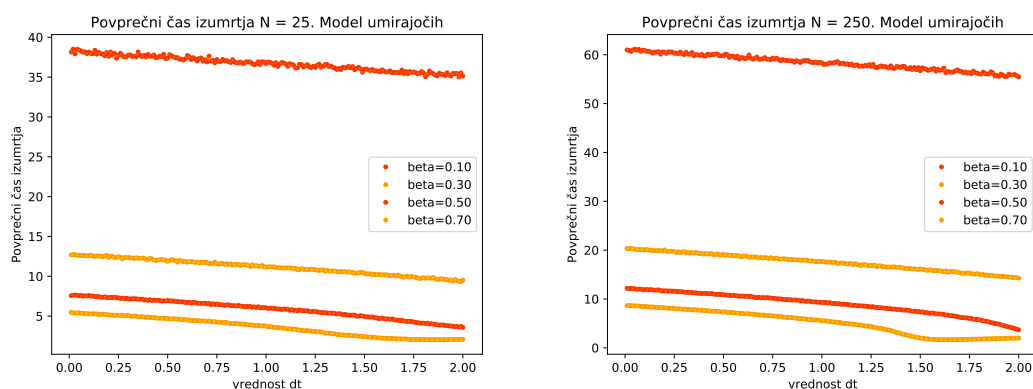 Povprečni čas izumrtja N = 25. Model umirajočih
40
35
30
25
20
15
10
5
Povprečni čas izumrtja
beta=0.10
beta=0.30
beta=0.50
beta=0.70
0.00 0.25 0.50 0.75 1.00 1.25 1.50 1.75 2.00
vrednost dt
Povprečni čas izumrtja N = 250. Model umirajočih
60
50
40
30
20
10
0
Povprečni čas izumrtja
beta=0.10
beta=0.30
beta=0.50
beta=0.70
0.00 0.25 0.50 0.75 1.00 1.25 1.50 1.75 2.00
vrednost dt